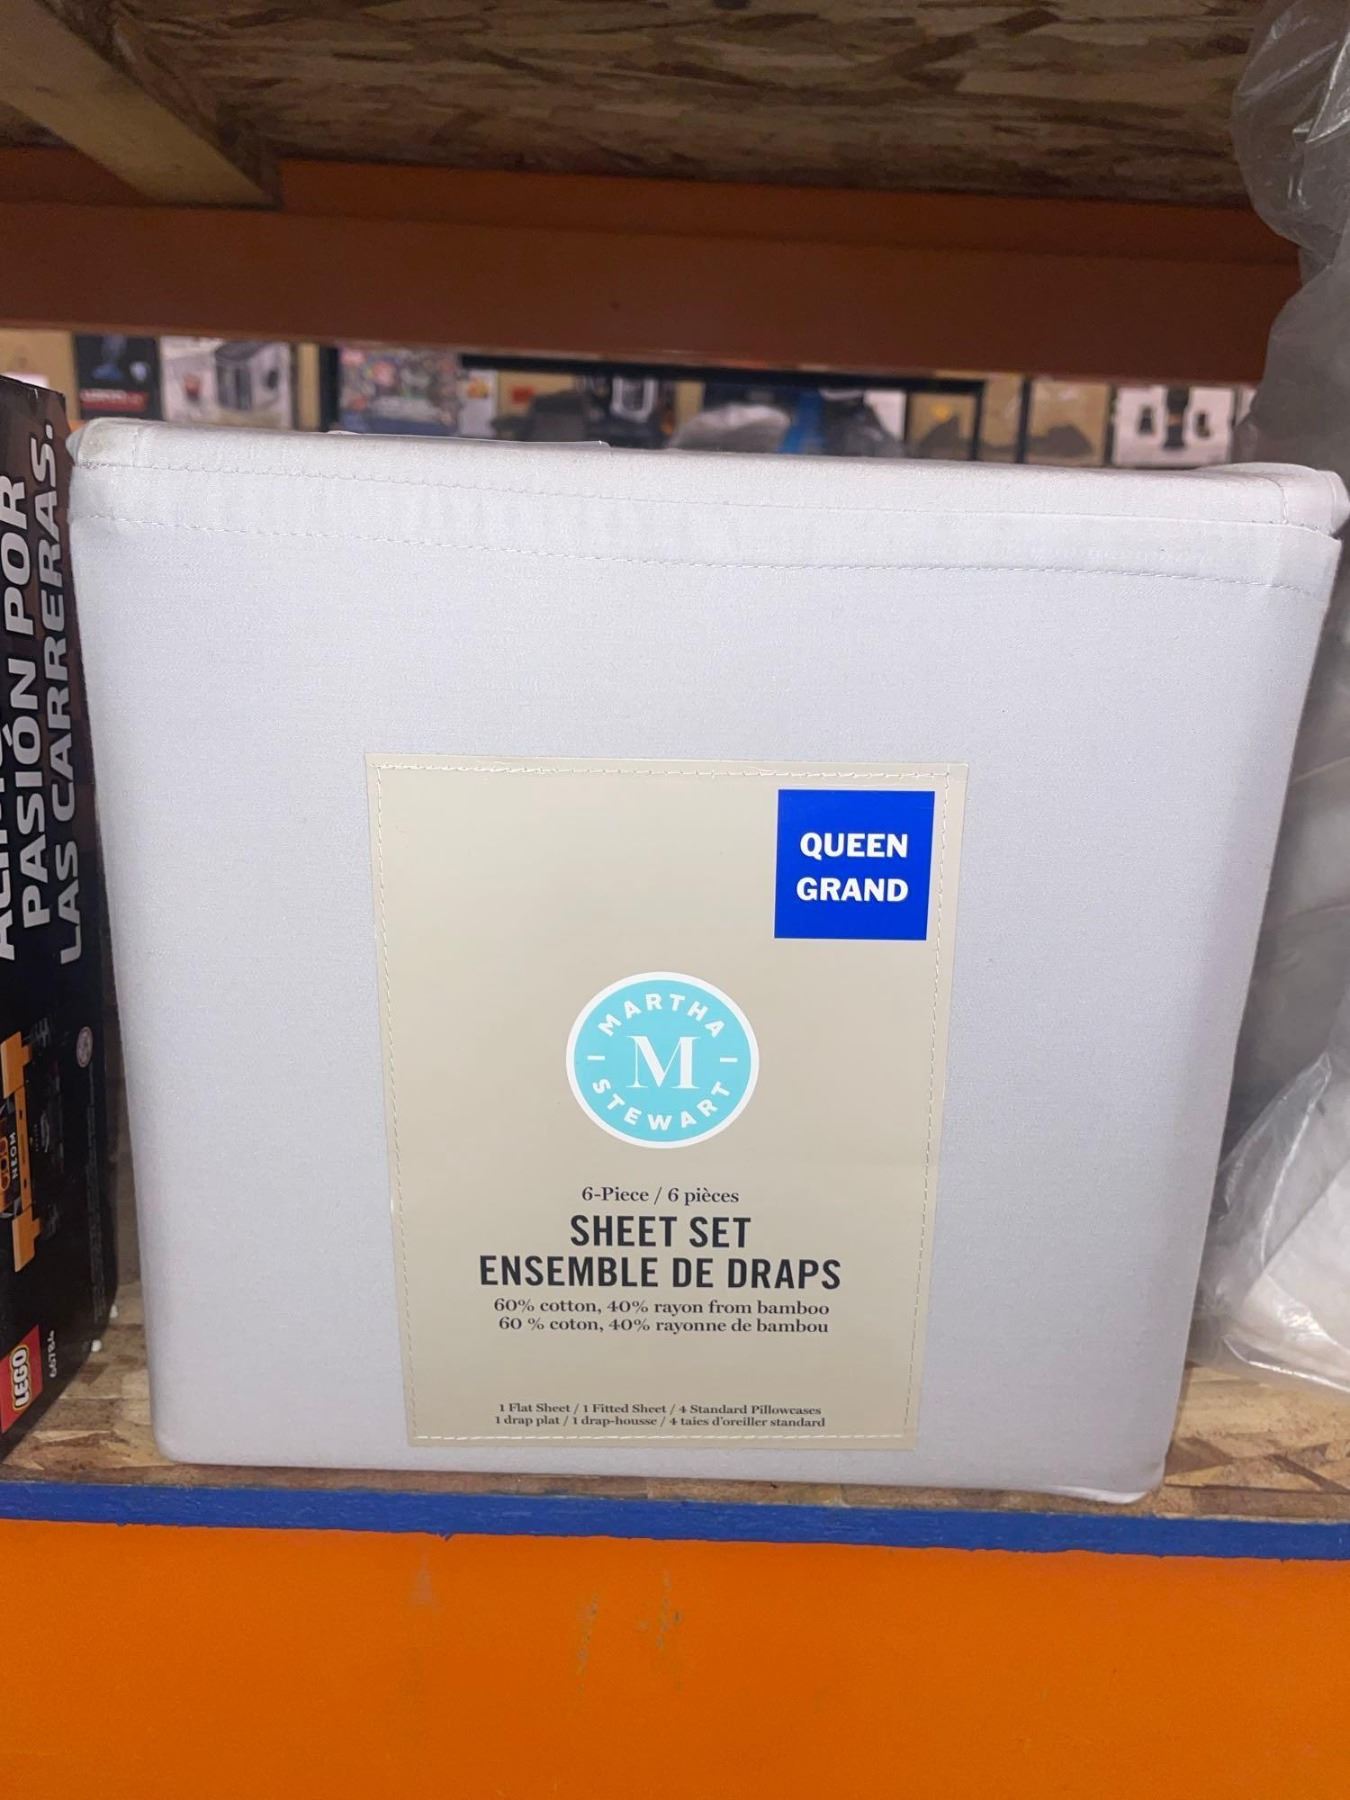 PASIÓN POR
LAS CARRERAS.
NEOM
LEGO
66784
QUEEN
GRAND
MARTHA
M
STEWART
6-Piece / 6 pièces
SHEET SET
ENSEMBLE DE DRAPS
60% cotton, 40% rayon from bamboo
60 % coton, 40% rayonne de bambou
1 Flat Sheet / 1 Fitted Sheet / 4 Standard Pillowcases
1 drap plat / 1 drap-housse / 4 taies d'oreiller standard